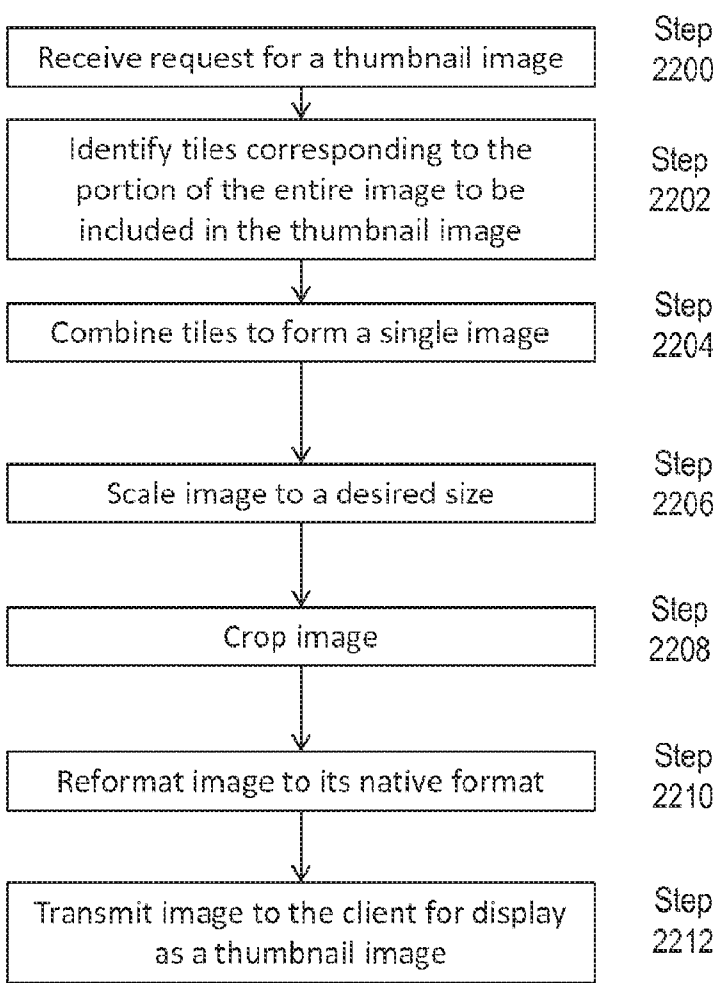 Receive request for a thumbnail image
Step
2200
Identify tiles corresponding to the
portion of the entire image to be
included in the thumbnail image
Step
2202
Combine tiles to form a single image
Step
2204
Scale image to a desired size
Step
2206
Crop image
Step
2208
Reformat image to its native format
Step
2210
Transmit image to the client for display
as a thumbnail image
Step
2212